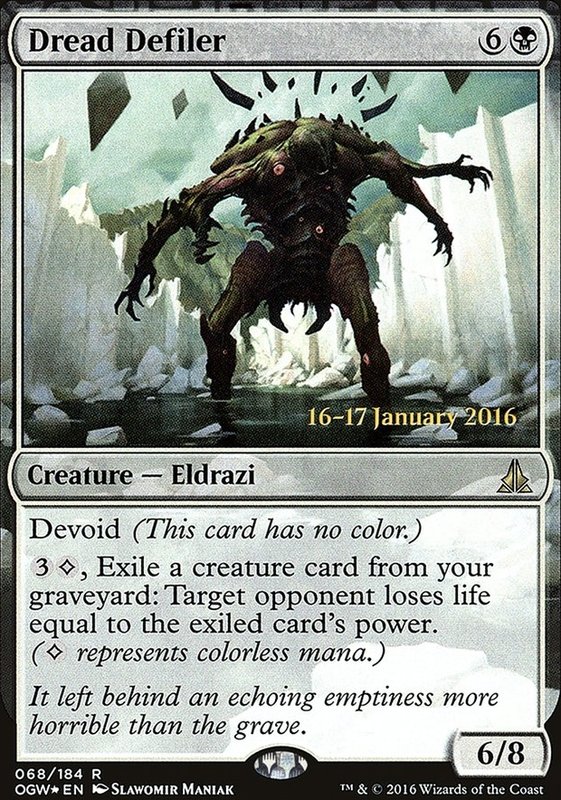 Dread Defiler 6
16-17 January 2016
Creature — Eldrazi
Devoid (This card has no color.)
3◇, Exile a creature card from your
graveyard: Target opponent loses life
equal to the exiled card's power.
(◇ represents colorless mana.)
It left behind an echoing emptiness more
horrible than the grave.
6/8
068/184 R
OGW★EN Slawomir Maniak
™ & © 2016 Wizards of the Coast